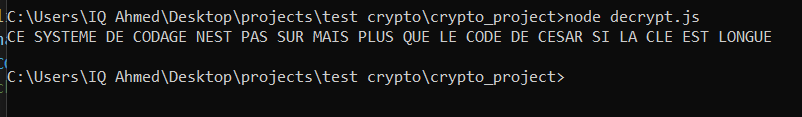 C:\Users\IQ Ahmed\Desktop\projects\test crypto\crypto_project>node decrypt.js
CE SYSTEME DE CODAGE NEST PAS SUR MAIS PLUS QUE LE CODE DE CESAR SI LA CLE EST LONGUE
C:\Users\IQ Ahmed\Desktop\projects\test crypto\crypto_project>